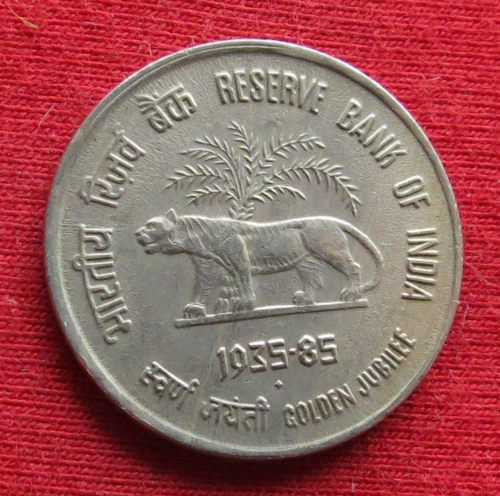 भारतीय रिज़र्व बैंक RESERVE BANK OF INDIA
1935-85
स्वर्ण जयंती GOLDEN JUBILEE